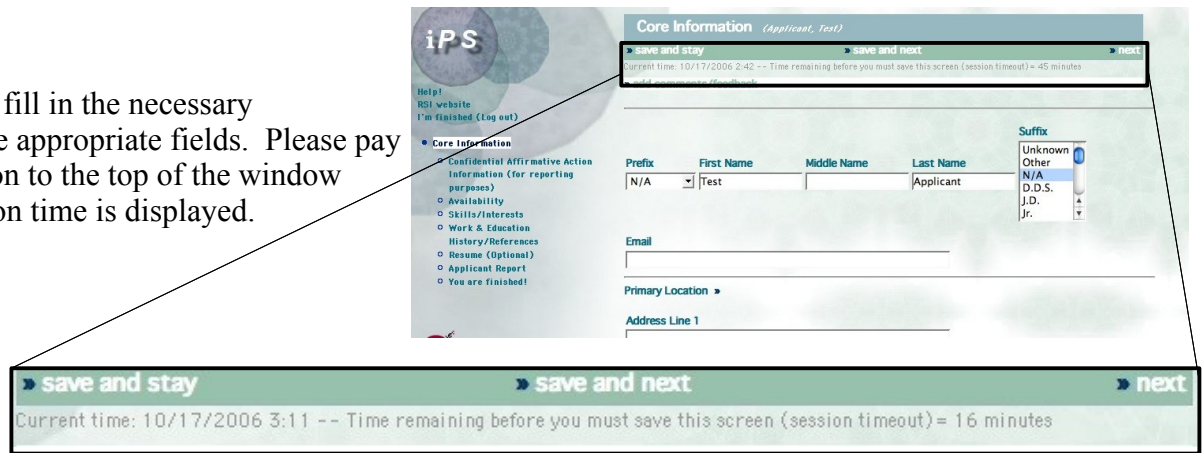 fill in the necessary
e appropriate fields. Please pay
on to the top of the window
on time is displayed.
iPS
Help!
RSI website
I'm finished (Log out)
Core Information
Confidential Affirmative Action
Information (for reporting
purposes)
Availability
Skills/Interests
Work & Education
History/References
Resume (Optional)
Applicant Report
You are finished!
Core Information (Applicant, Test)
» save and stay » save and next » next
Current time: 10/17/2006 2:42 -- Time remaining before you must save this screen (session timeout) = 45 minutes
» add comments/feedback
Suffix
Unknown
Other
N/A
D.D.S.
J.D.
Jr.
Prefix First Name Middle Name Last Name
N/A Test Applicant
Email
Primary Location »
Address Line 1
» save and stay » save and next » next
Current time: 10/17/2006 3:11 -- Time remaining before you must save this screen (session timeout) = 16 minutes